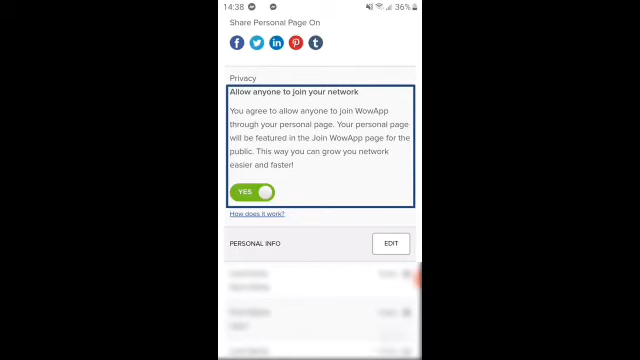 14:38
36%
Share Personal Page On
Privacy
Allow anyone to join your network
You agree to allow anyone to join WowApp
through your personal page. Your personal page
will be featured in the Join WowApp page for the
public. This way you can grow you network
easier and faster!
YES
How does it work?
PERSONAL INFO
EDIT